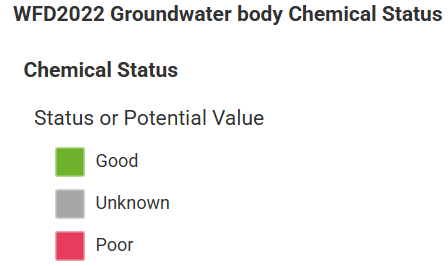 WFD2022 Groundwater body Chemical Status
Chemical Status
Status or Potential Value
Good
Unknown
Poor